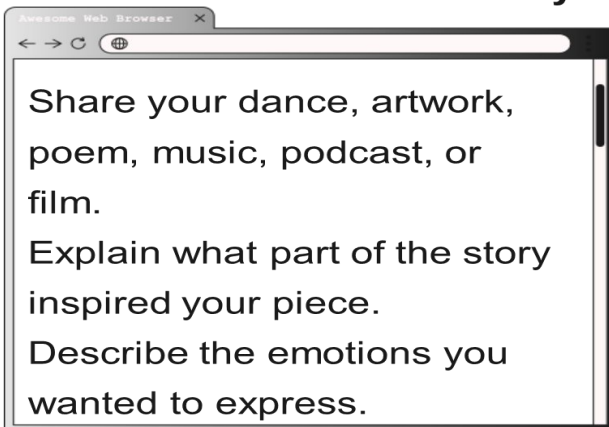 Awesome Web Browser
Share your dance, artwork,
poem, music, podcast, or
film.
Explain what part of the story
inspired your piece.
Describe the emotions you
wanted to express.